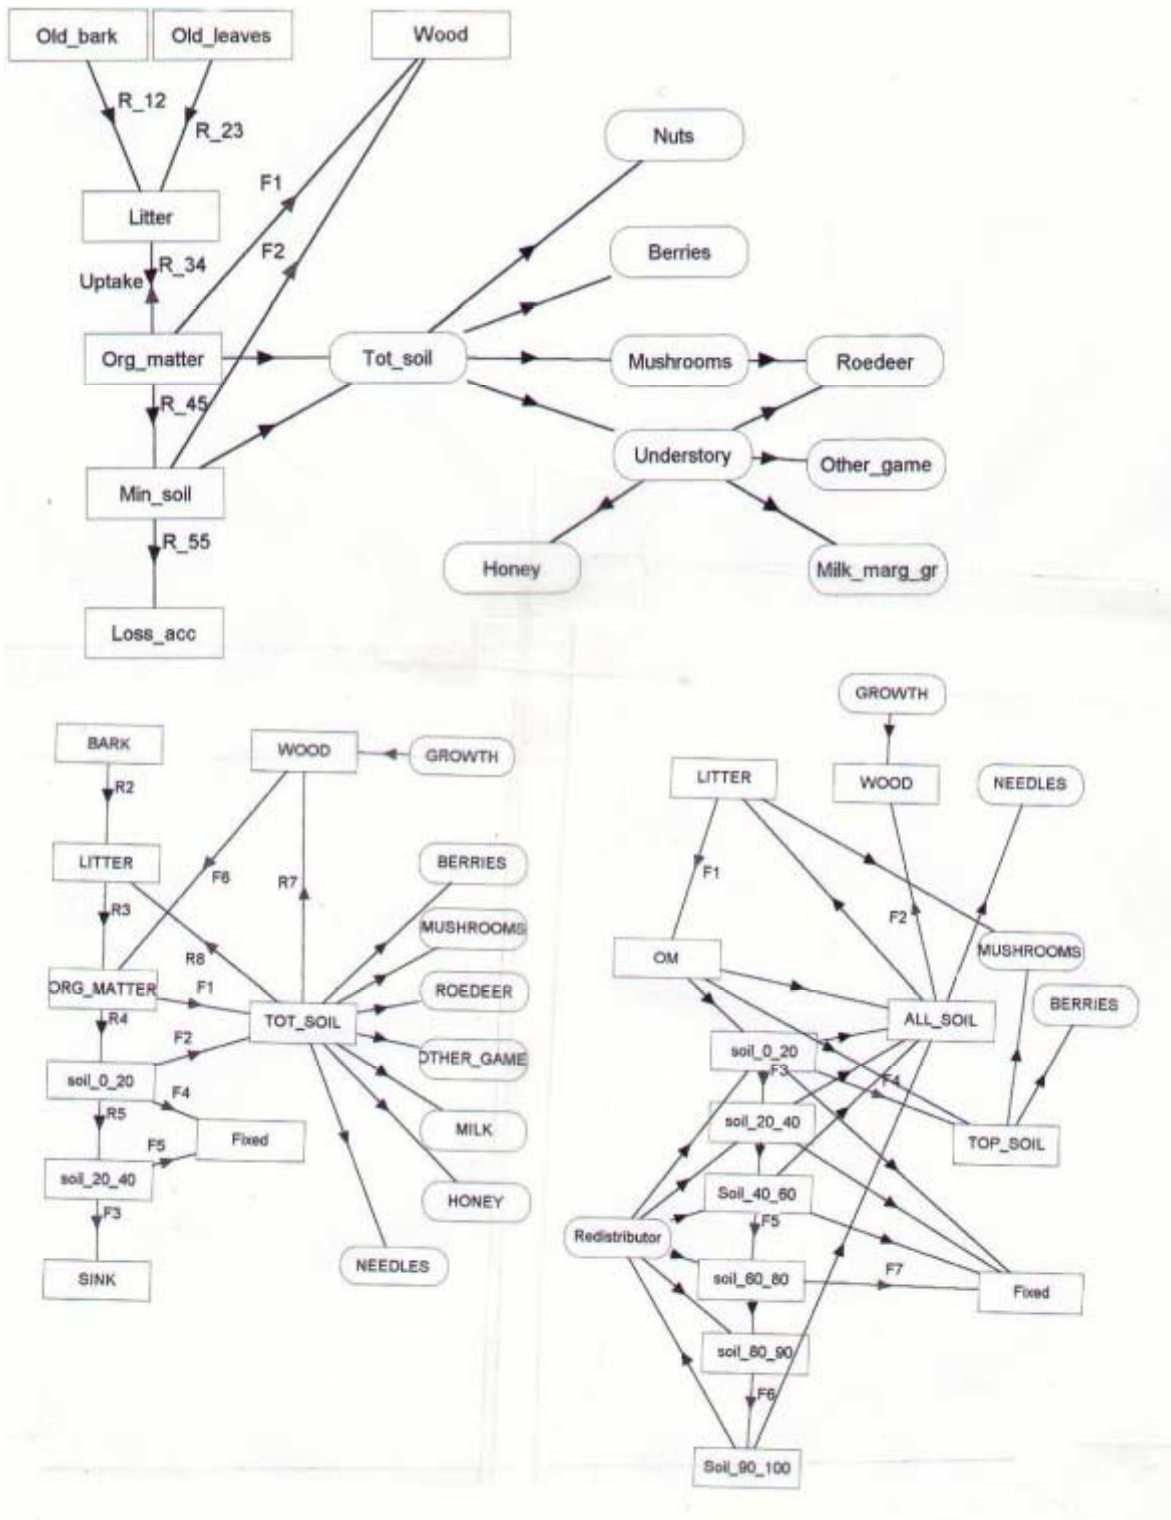 Old_bark
Old_leaves
Wood
R_12
R_23
Nuts
F1
Litter
F2
Berries
R_34
Uptake
Org_matter
Tot_soil
Mushrooms
Roedeer
R_45
Understory
Other_game
Min_soil
R_55
Honey
Milk_marg_gr
Loss_acc
BARK
WOOD
GROWTH
R2
LITTER
BERRIES
F6
R7
R3
MUSHROOMS
R8
ORG_MATTER
F1
ROEDEER
R4
TOT_SOIL
F2
OTHER_GAME
soil_0_20
F4
R5
MILK
Fixed
F5
soil_20_40
HONEY
F3
NEEDLES
SINK
GROWTH
LITTER
WOOD
NEEDLES
F1
F2
OM
MUSHROOMS
BERRIES
ALL_SOIL
soil_0_20
F3
F4
soil_20_40
TOP_SOIL
Soil_40_60
F5
Redistributor
soil_60_80
F7
Fixed
soil_80_90
F6
Soil_90_100